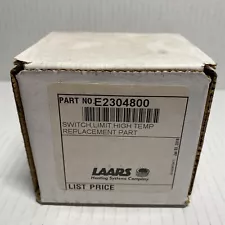 PART NO. E2304800
SWITCH,LIMIT HIGH TEMP
REPLACEMENT PART
LAARS
Heating Systems Company
LIST PRICE